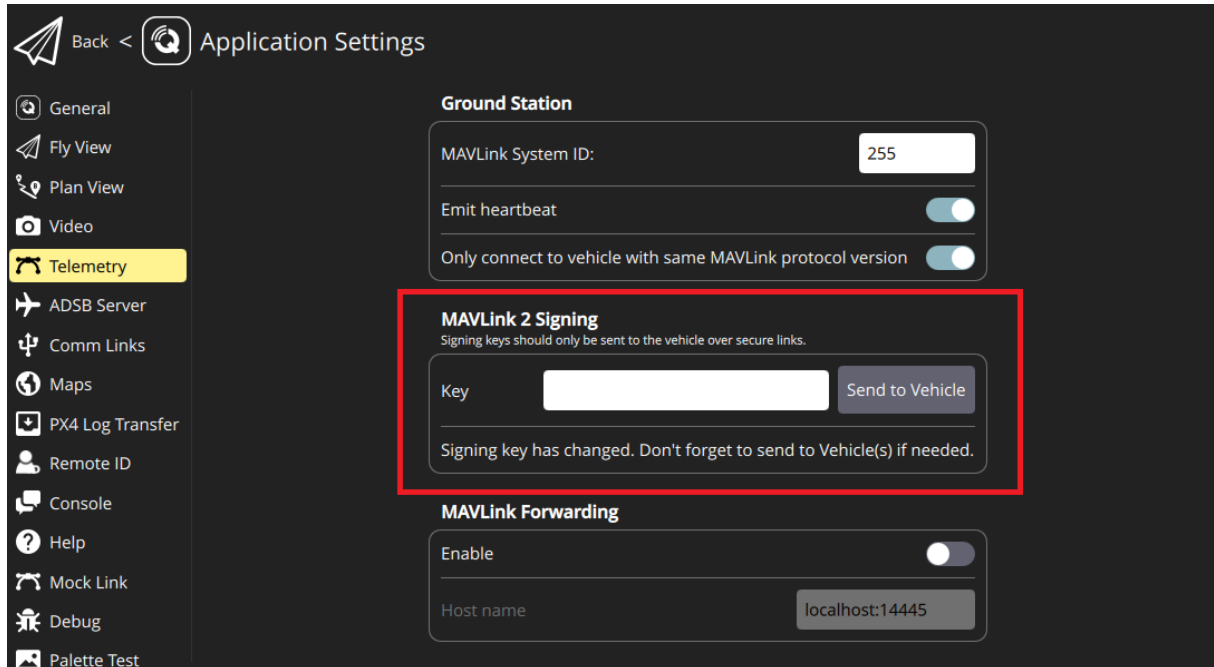 Back < Application Settings
General
Fly View
Plan View
Video
Telemetry
ADSB Server
Comm Links
Maps
PX4 Log Transfer
Remote ID
Console
Help
Mock Link
Debug
Palette Test
Ground Station
MAVLink System ID: 255
Emit heartbeat
Only connect to vehicle with same MAVLink protocol version
MAVLink 2 Signing
Signing keys should only be sent to the vehicle over secure links.
Key Send to Vehicle
Signing key has changed. Don't forget to send to Vehicle(s) if needed.
MAVLink Forwarding
Enable
Host name localhost:14445